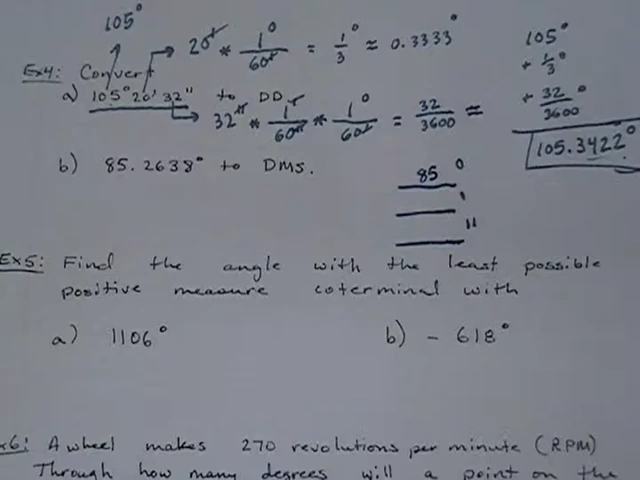 105°
20' * 1°/60' = 1/3° ≈ 0.3333°
105°
+ 1/3°
+ 32/3600°
105.3422°
Ex4: Convert
a) 105°20'32" to DD
32" * 1'/60" * 1°/60' = 32/3600 ≈
b) 85.2638° to DMS.
85°
'
"
Ex5: Find the angle with the least possible
positive measure coterminal with
a) 1106° b) - 618°
x6: A wheel makes 270 revolutions per minute (RPM)
Through how many degrees will a point on the